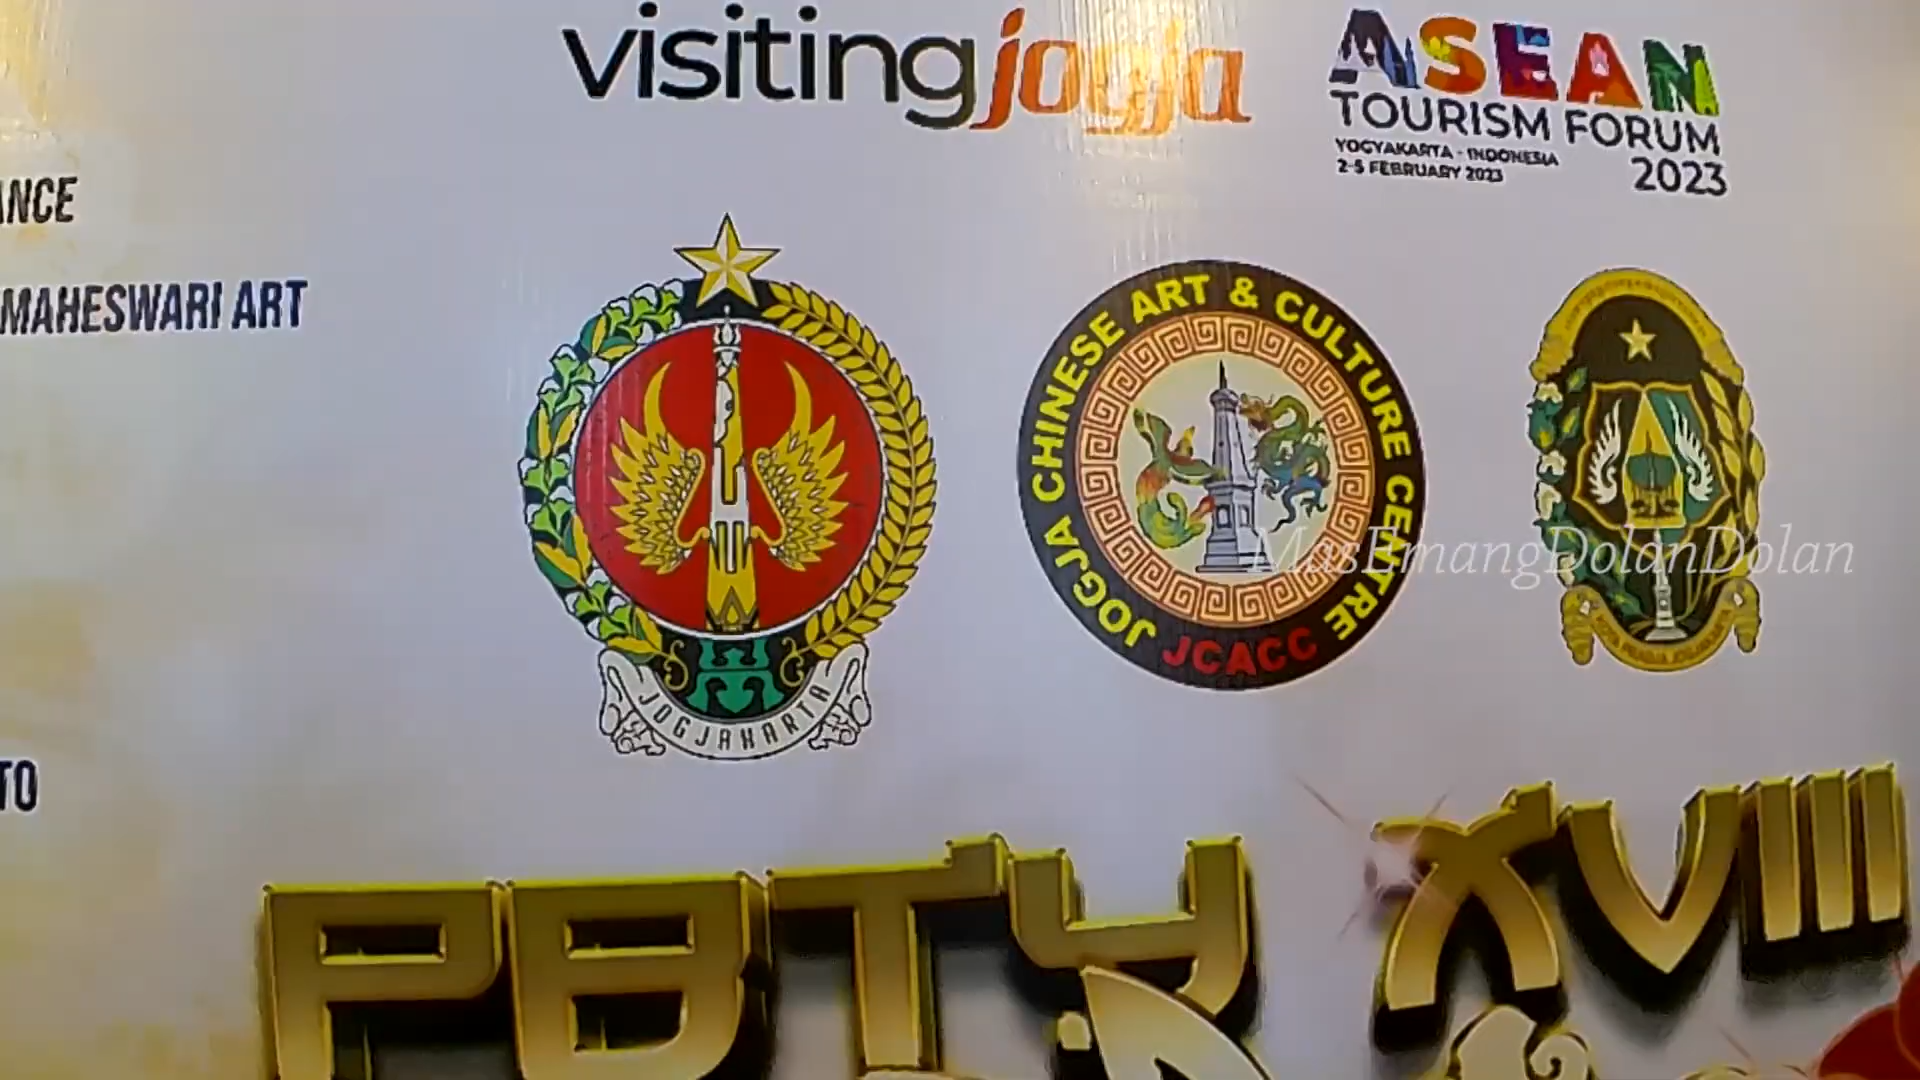 visitingjogja
ASEAN
TOURISM FORUM
YOGYAKARTA - INDONESIA
2-5 FEBRUARY 2023
2023
ANCE
MAHESWARI ART
JOGJA CHINESE ART & CULTURE CENTRE
JCACC
JOGJAKARTA
MasEmangDolanDolan
TO
PBTY XVIII